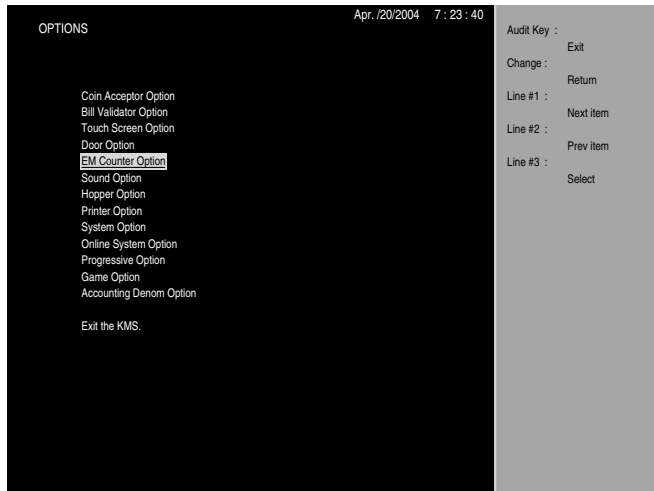 Apr. /20/2004 7 : 23 : 40
OPTIONS
Coin Acceptor Option
Bill Validator Option
Touch Screen Option
Door Option
EM Counter Option
Sound Option
Hopper Option
Printer Option
System Option
Online System Option
Progressive Option
Game Option
Accounting Denom Option
Exit the KMS.
Audit Key :
Exit
Change :
Return
Line #1 :
Next item
Line #2 :
Prev item
Line #3 :
Select